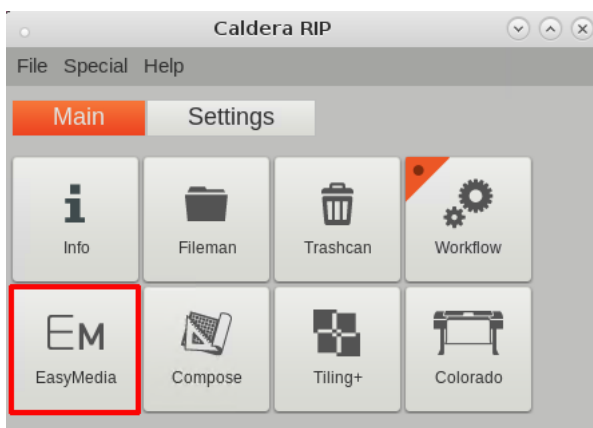 Caldera RIP
File Special Help
Main Settings
i
Info Fileman Trashcan Workflow
EM
EasyMedia Compose Tiling+ Colorado